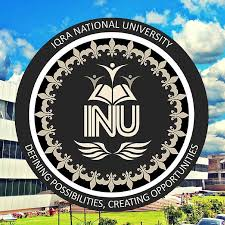 IQRA NATIONAL UNIVERSITY
INU
DEFINING POSSIBILITIES, CREATING OPPORTUNITIES